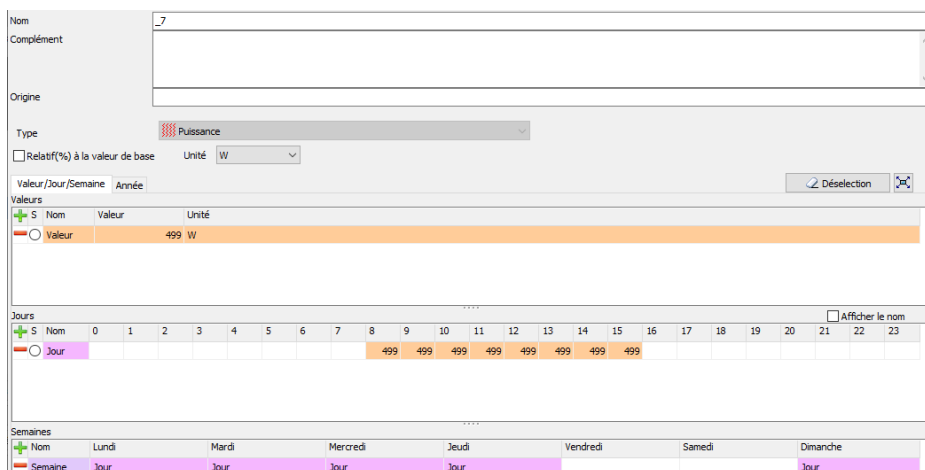 Nom _7
Complément
Origine
Type Puissance
Relatif(%) à la valeur de base Unité W
Valeur/Jour/Semaine Année Déselection
Valeurs
S Nom Valeur Unité
Valeur 499 W
Jours Afficher le nom
S Nom 0 1 2 3 4 5 6 7 8 9 10 11 12 13 14 15 16 17 18 19 20 21 22 23
Jour 499 499 499 499 499 499 499 499
Semaines
Nom Lundi Mardi Mercredi Jeudi Vendredi Samedi Dimanche
Semaine Jour Jour Jour Jour Jour